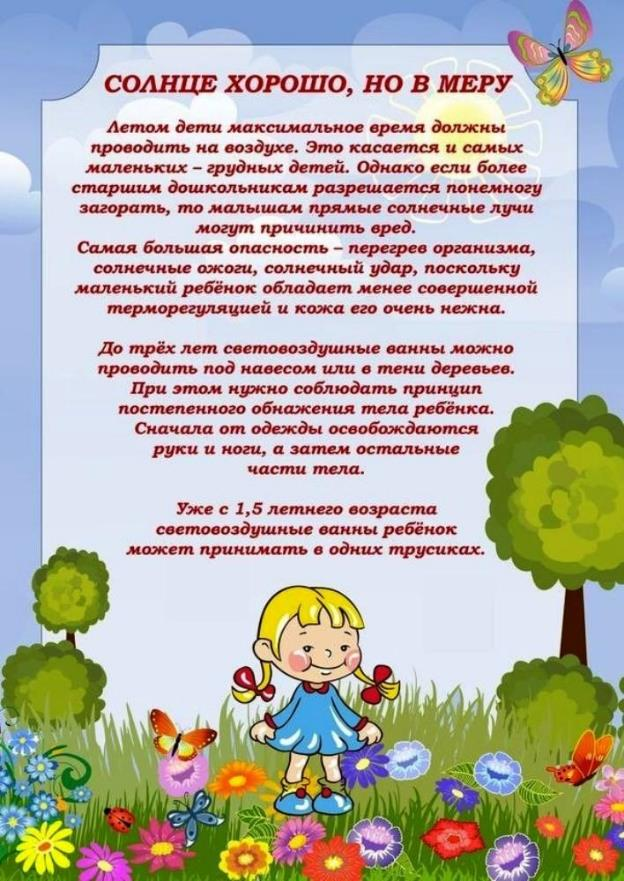 СОЛНЦЕ ХОРОШО, НО В МЕРУ
Летом дети максимальное время должны
проводить на воздухе. Это касается и самых
маленьких – грудных детей. Однако если более
старшим дошкольникам разрешается понемногу
загорать, то малышам прямые солнечные лучи
могут причинить вред.
Самая большая опасность – перегрев организма,
солнечные ожоги, солнечный удар, поскольку
маленький ребёнок обладает менее совершенной
терморегуляцией и кожа его очень нежна.
До трёх лет световоздушные ванны можно
проводить под навесом или в тени деревьев.
При этом нужно соблюдать принцип
постепенного обнажения тела ребёнка.
Сначала от одежды освобождаются
руки и ноги, а затем остальные
части тела.
Уже с 1,5 летнего возраста
световоздушные ванны ребёнок
может принимать в одних трусиках.